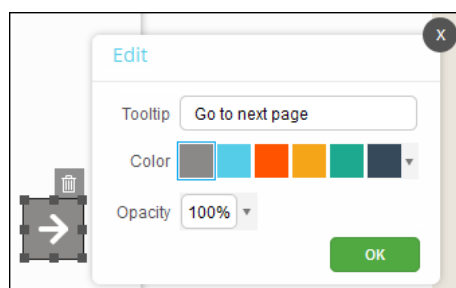 X
Edit
Tooltip Go to next page
Color
Opacity 100%
OK